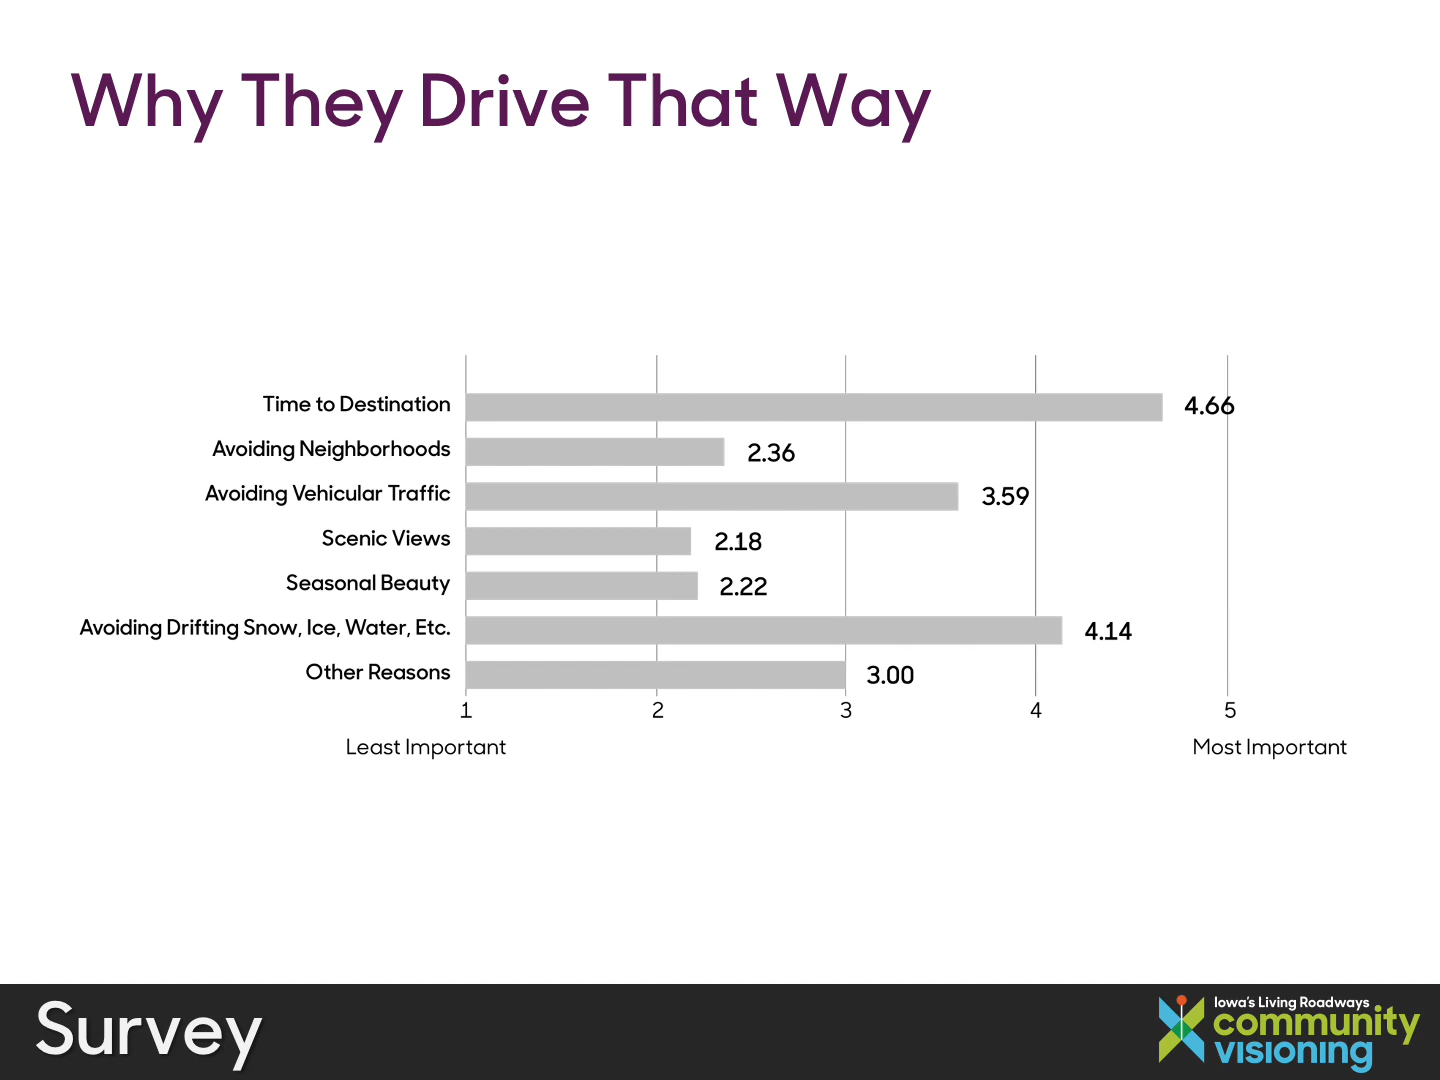 Why They Drive That Way
Time to Destination 4.66
Avoiding Neighborhoods 2.36
Avoiding Vehicular Traffic 3.59
Scenic Views 2.18
Seasonal Beauty 2.22
Avoiding Drifting Snow, Ice, Water, Etc. 4.14
Other Reasons 3.00
1 2 3 4 5
Least Important Most Important
Survey
Iowa's Living Roadways
community
visioning